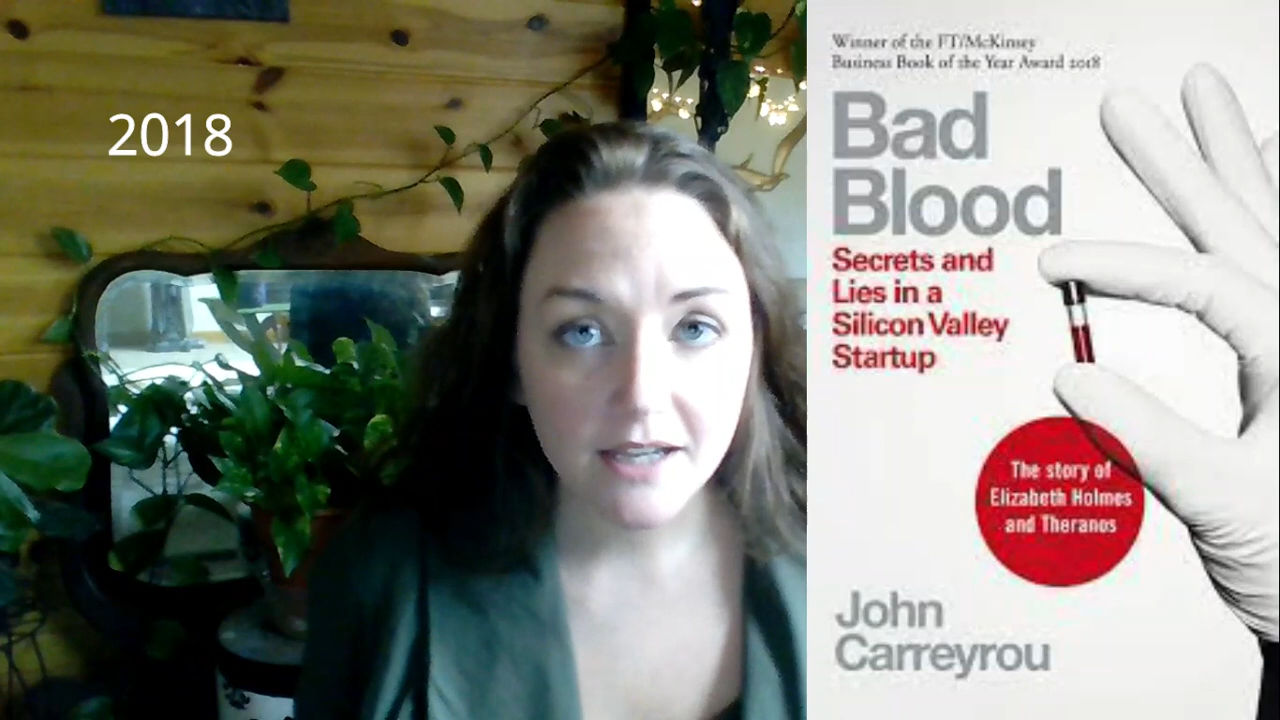 2018
Winner of the FT/McKinsey
Business Book of the Year Award 2018
Bad
Blood
Secrets and
Lies in a
Silicon Valley
Startup
The story of
Elizabeth Holmes
and Theranos
John
Carreyrou